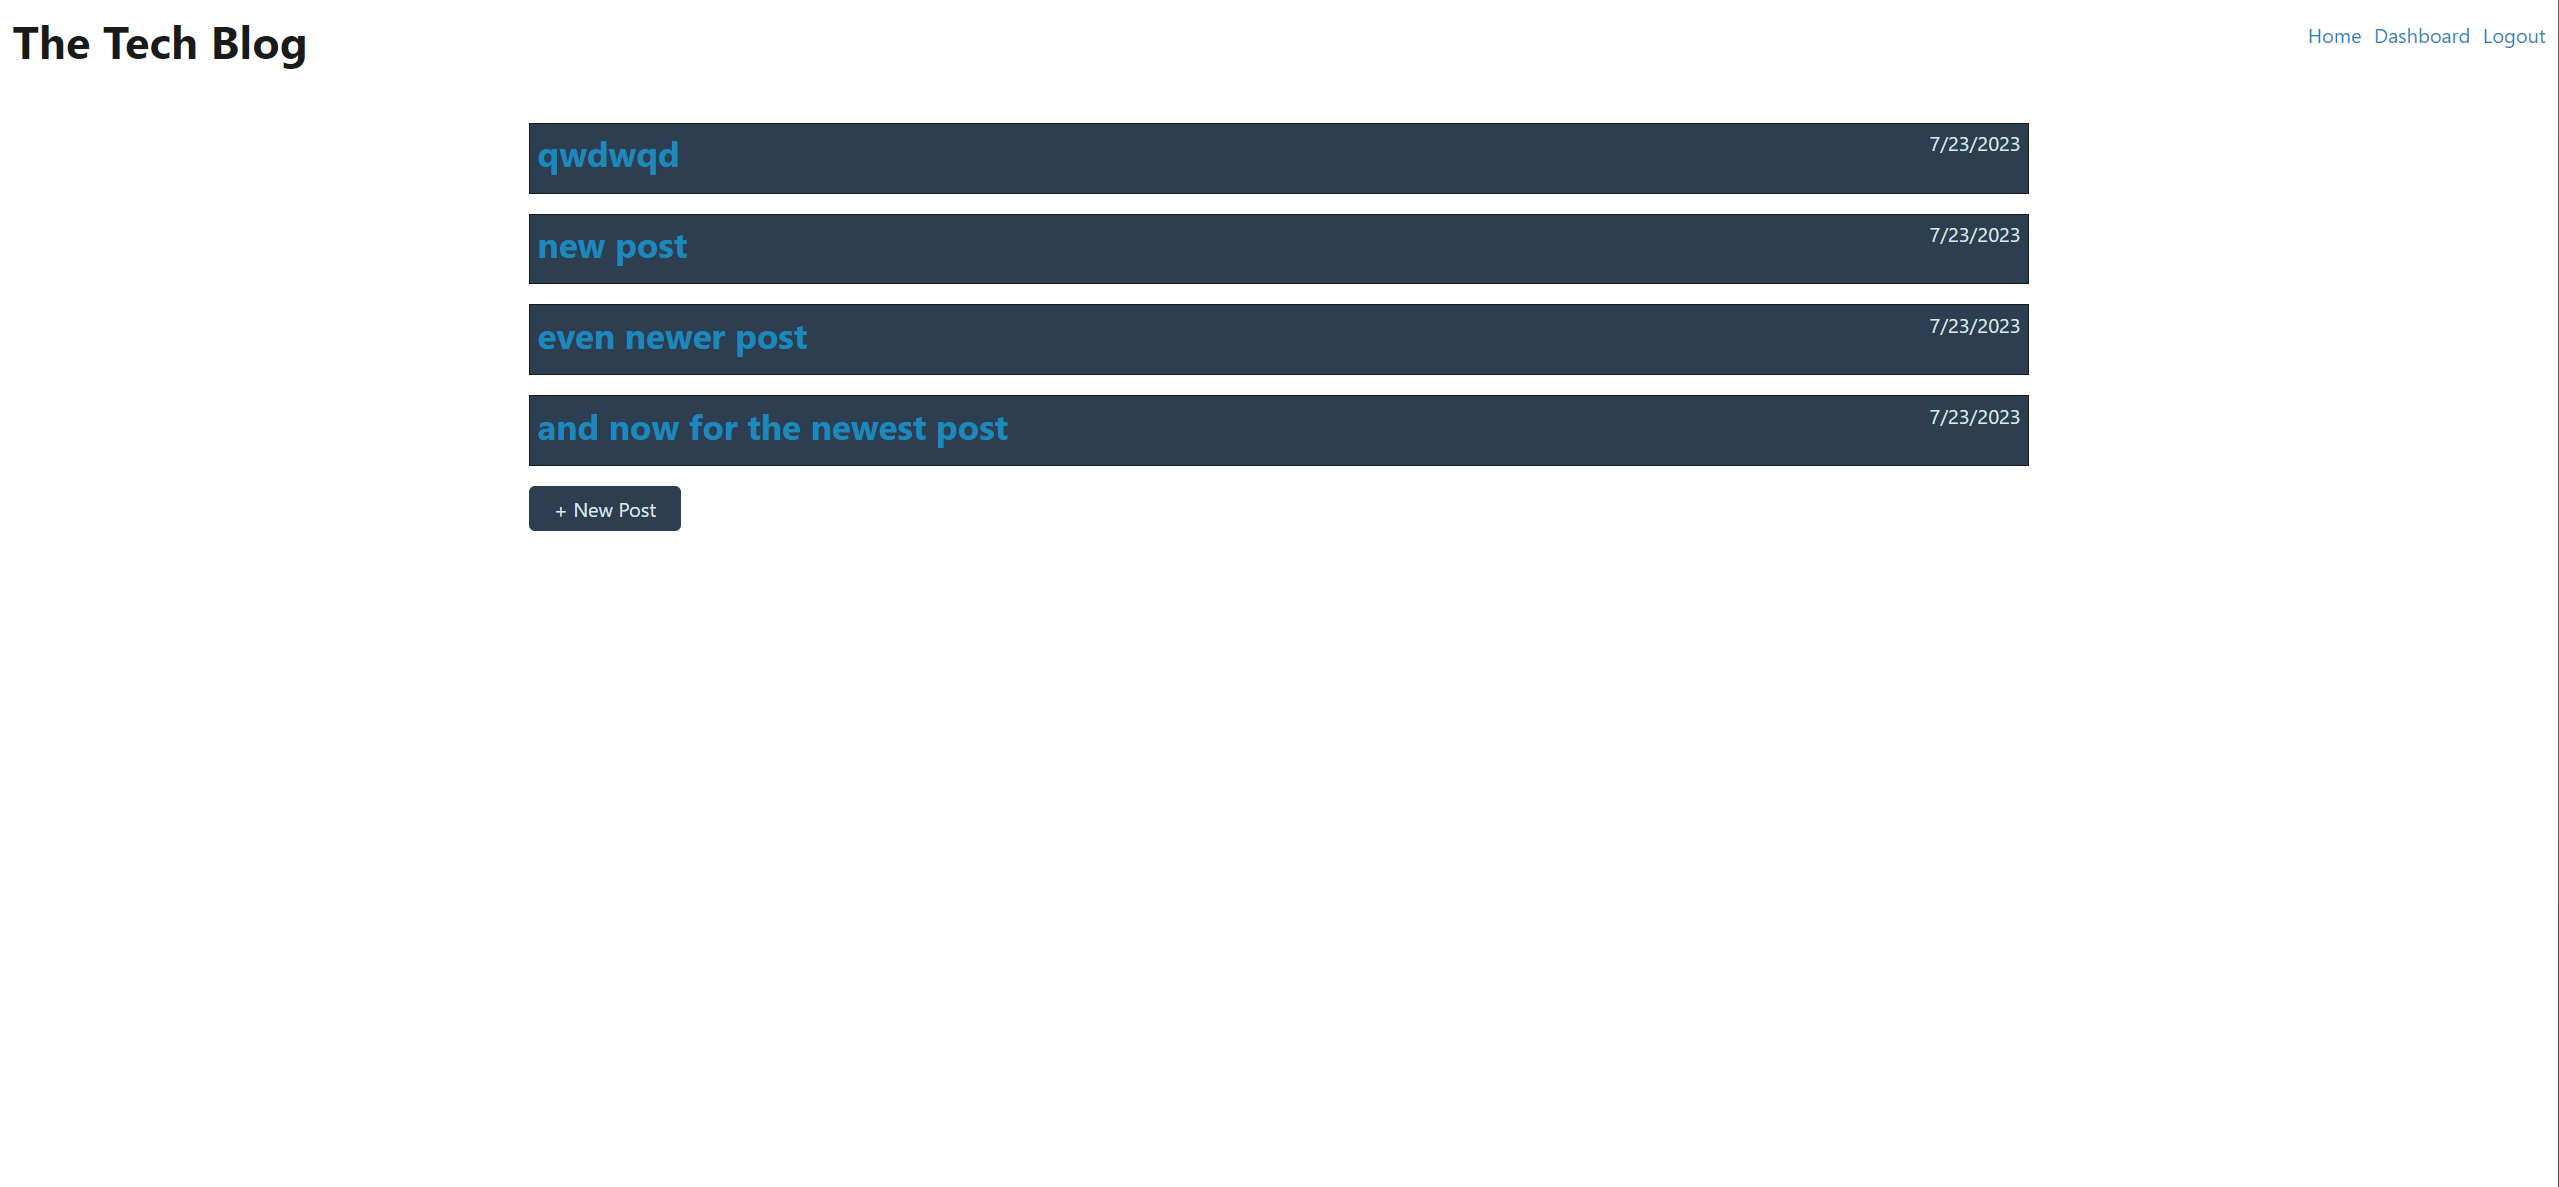 The Tech Blog
Home Dashboard Logout
qwdwqd 7/23/2023
new post 7/23/2023
even newer post 7/23/2023
and now for the newest post 7/23/2023
+ New Post